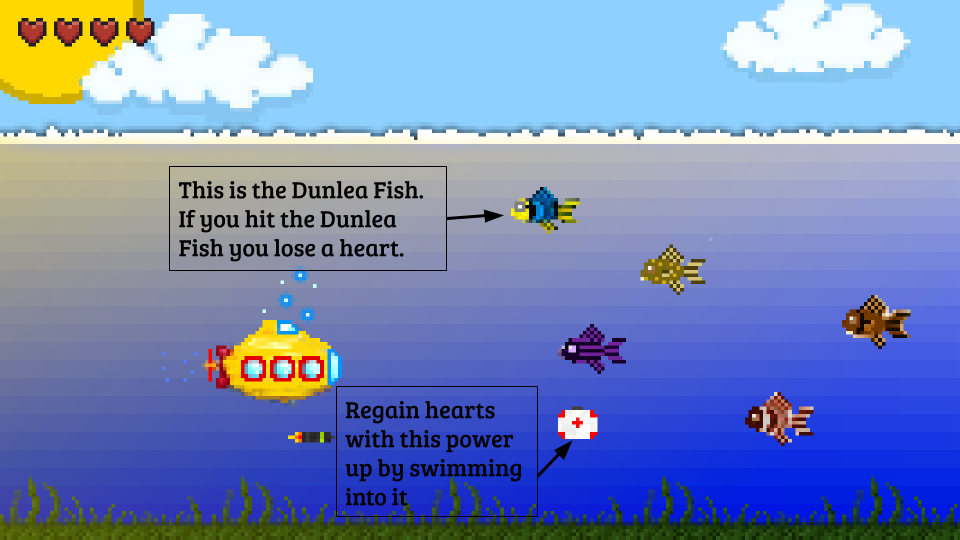 This is the Dunlea Fish.
If you hit the Dunlea
Fish you lose a heart.
Regain hearts
with this power
up by swimming
into it